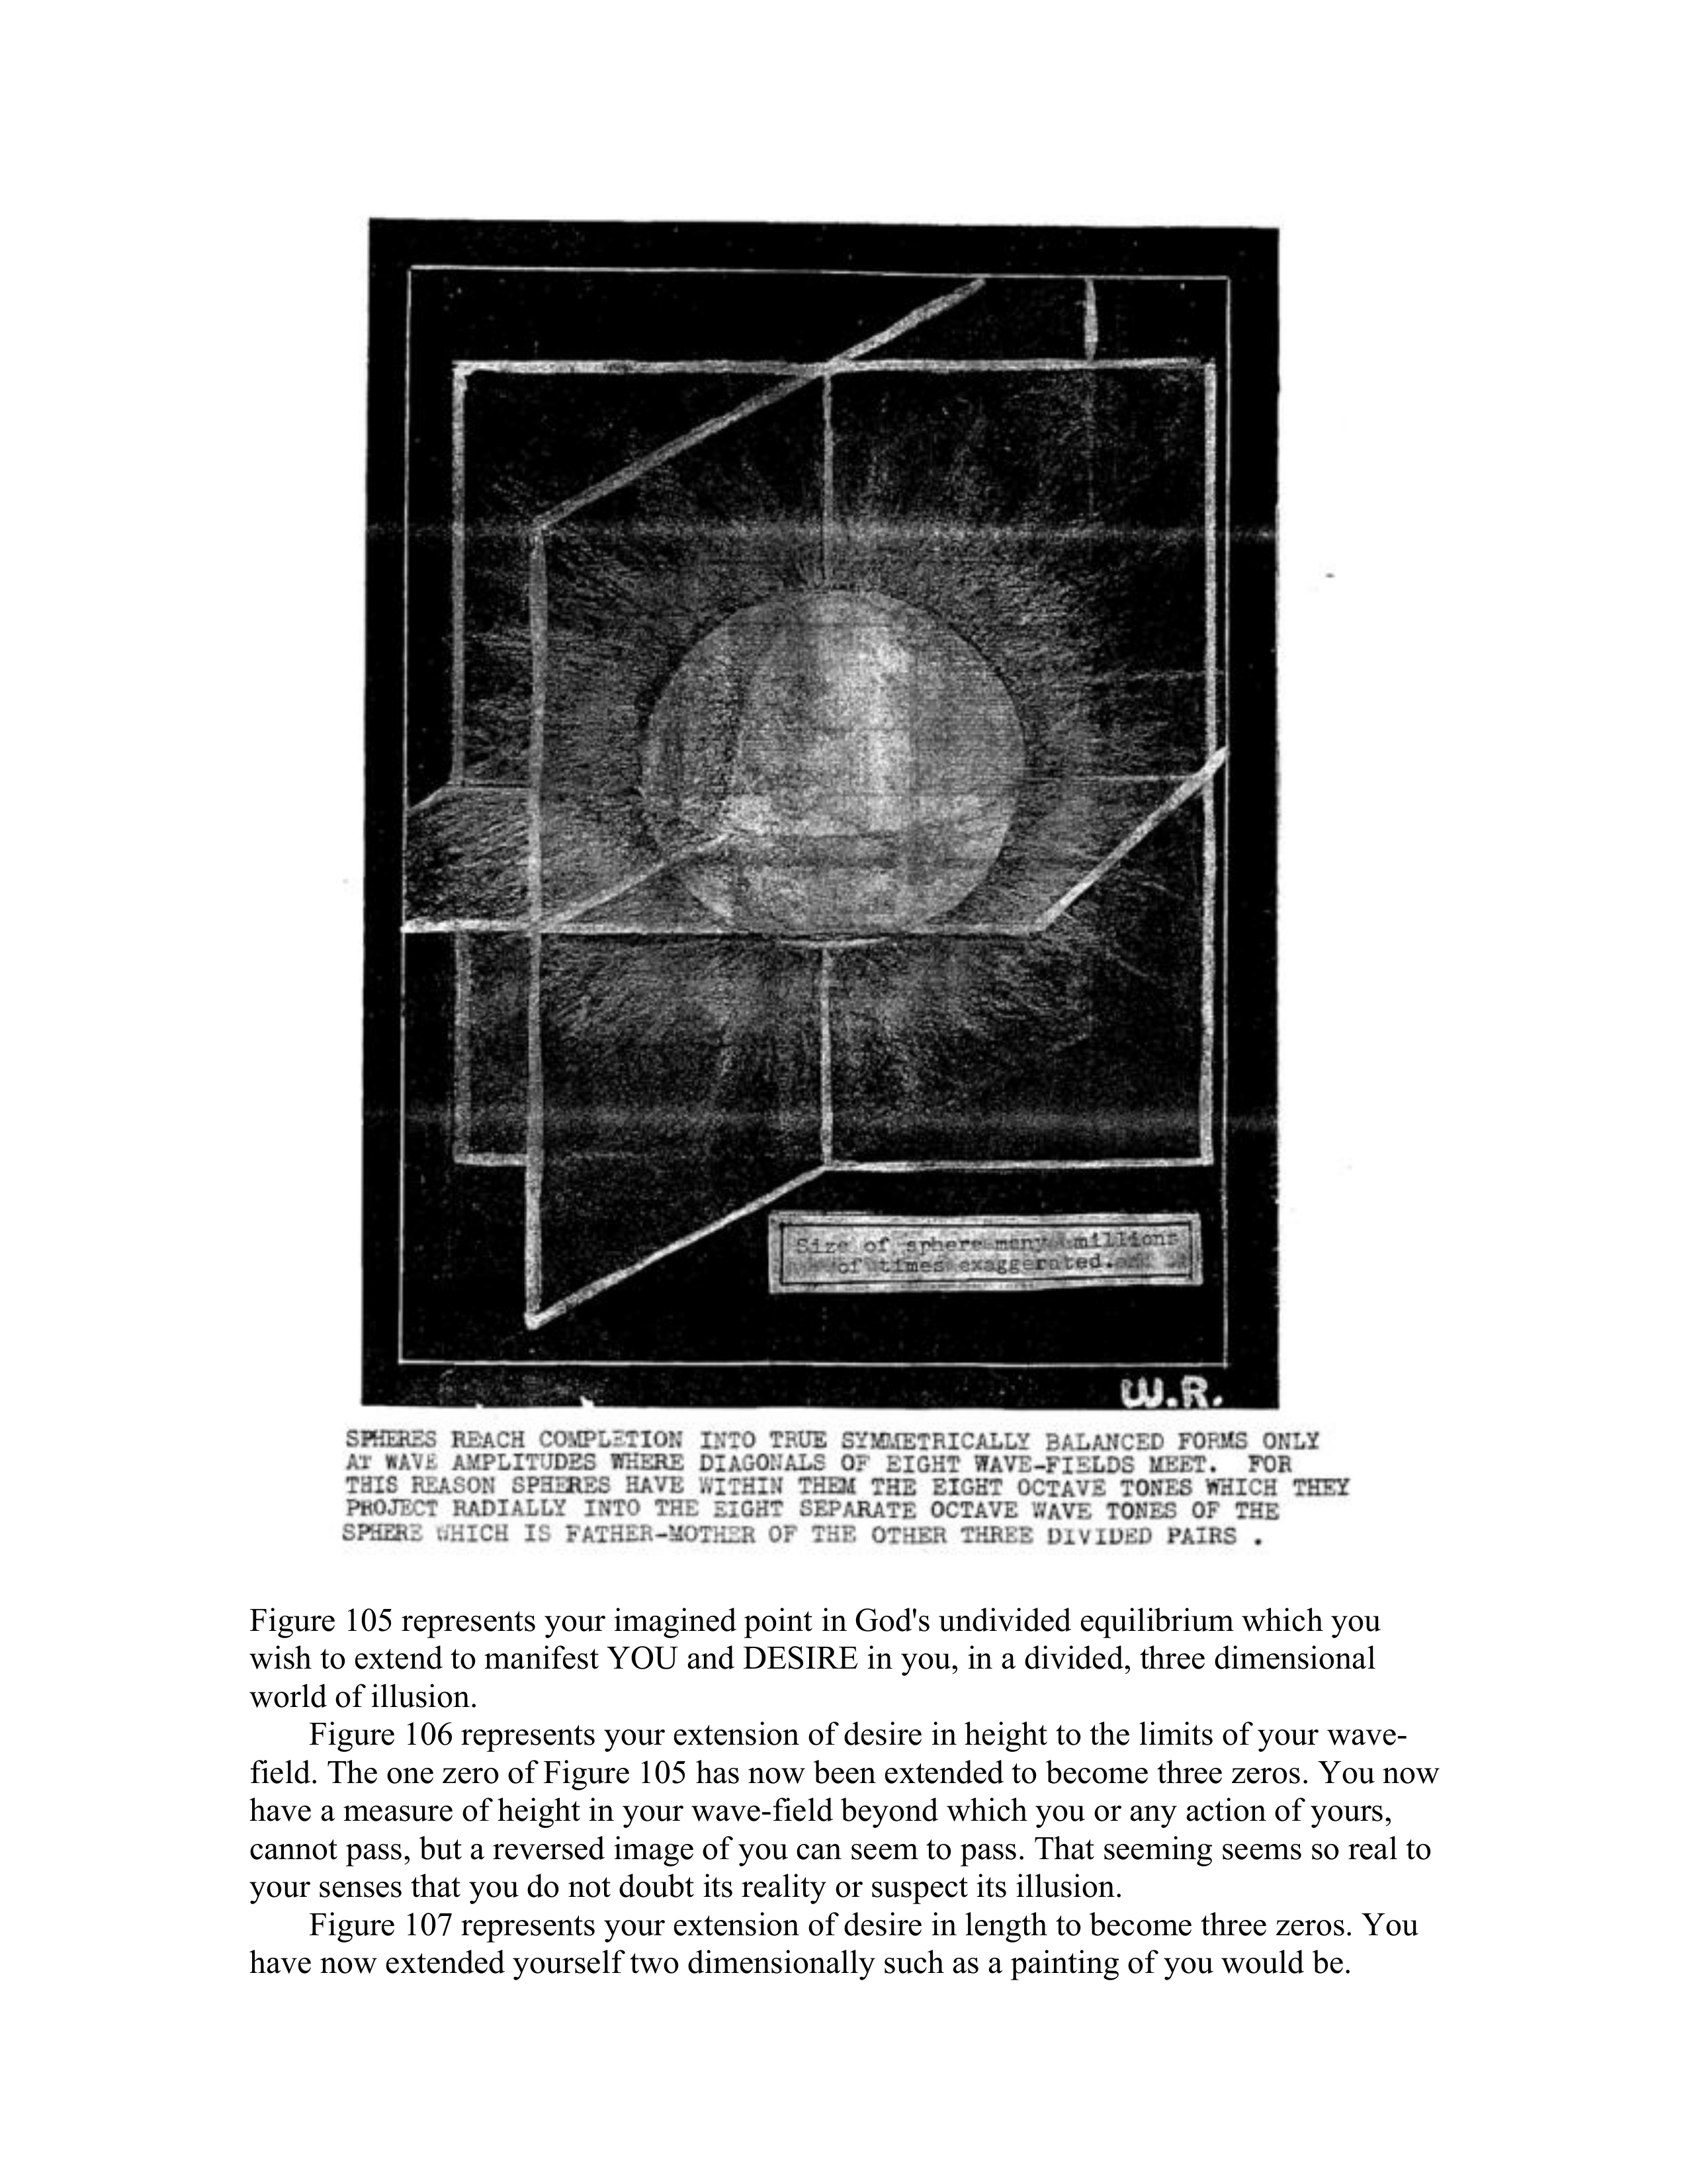 Size of sphere many millions
of times exaggerated.
W.R.
SPHERES REACH COMPLETION INTO TRUE SYMMETRICALLY BALANCED FORMS ONLY
AT WAVE AMPLITUDES WHERE DIAGONALS OF EIGHT WAVE-FIELDS MEET. FOR
THIS REASON SPHERES HAVE WITHIN THEM THE EIGHT OCTAVE TONES WHICH THEY
PROJECT RADIALLY INTO THE EIGHT SEPARATE OCTAVE WAVE TONES OF THE
SPHERE WHICH IS FATHER-MOTHER OF THE OTHER THREE DIVIDED PAIRS .
Figure 105 represents your imagined point in God's undivided equilibrium which you
wish to extend to manifest YOU and DESIRE in you, in a divided, three dimensional
world of illusion.
Figure 106 represents your extension of desire in height to the limits of your wave-
field. The one zero of Figure 105 has now been extended to become three zeros. You now
have a measure of height in your wave-field beyond which you or any action of yours,
cannot pass, but a reversed image of you can seem to pass. That seeming seems so real to
your senses that you do not doubt its reality or suspect its illusion.
Figure 107 represents your extension of desire in length to become three zeros. You
have now extended yourself two dimensionally such as a painting of you would be.